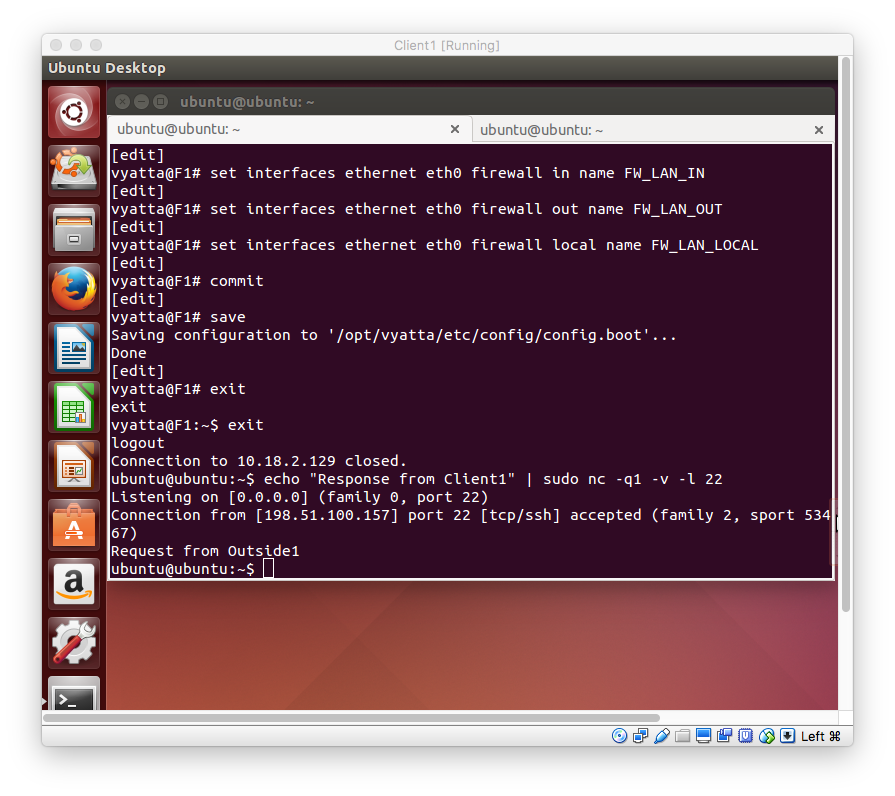 Client1 [Running]
Ubuntu Desktop
ubuntu@ubuntu: ~
ubuntu@ubuntu: ~
ubuntu@ubuntu: ~
[edit]
vyatta@F1# set interfaces ethernet eth0 firewall in name FW_LAN_IN
[edit]
vyatta@F1# set interfaces ethernet eth0 firewall out name FW_LAN_OUT
[edit]
vyatta@F1# set interfaces ethernet eth0 firewall local name FW_LAN_LOCAL
[edit]
vyatta@F1# commit
[edit]
vyatta@F1# save
Saving configuration to '/opt/vyatta/etc/config/config.boot'...
Done
[edit]
vyatta@F1# exit
exit
vyatta@F1:~$ exit
logout
Connection to 10.18.2.129 closed.
ubuntu@ubuntu:~$ echo "Response from Client1" | sudo nc -q1 -v -l 22
Listening on [0.0.0.0] (family 0, port 22)
Connection from [198.51.100.157] port 22 [tcp/ssh] accepted (family 2, sport 534
67)
Request from Outside1
ubuntu@ubuntu:~$
Left ⌘